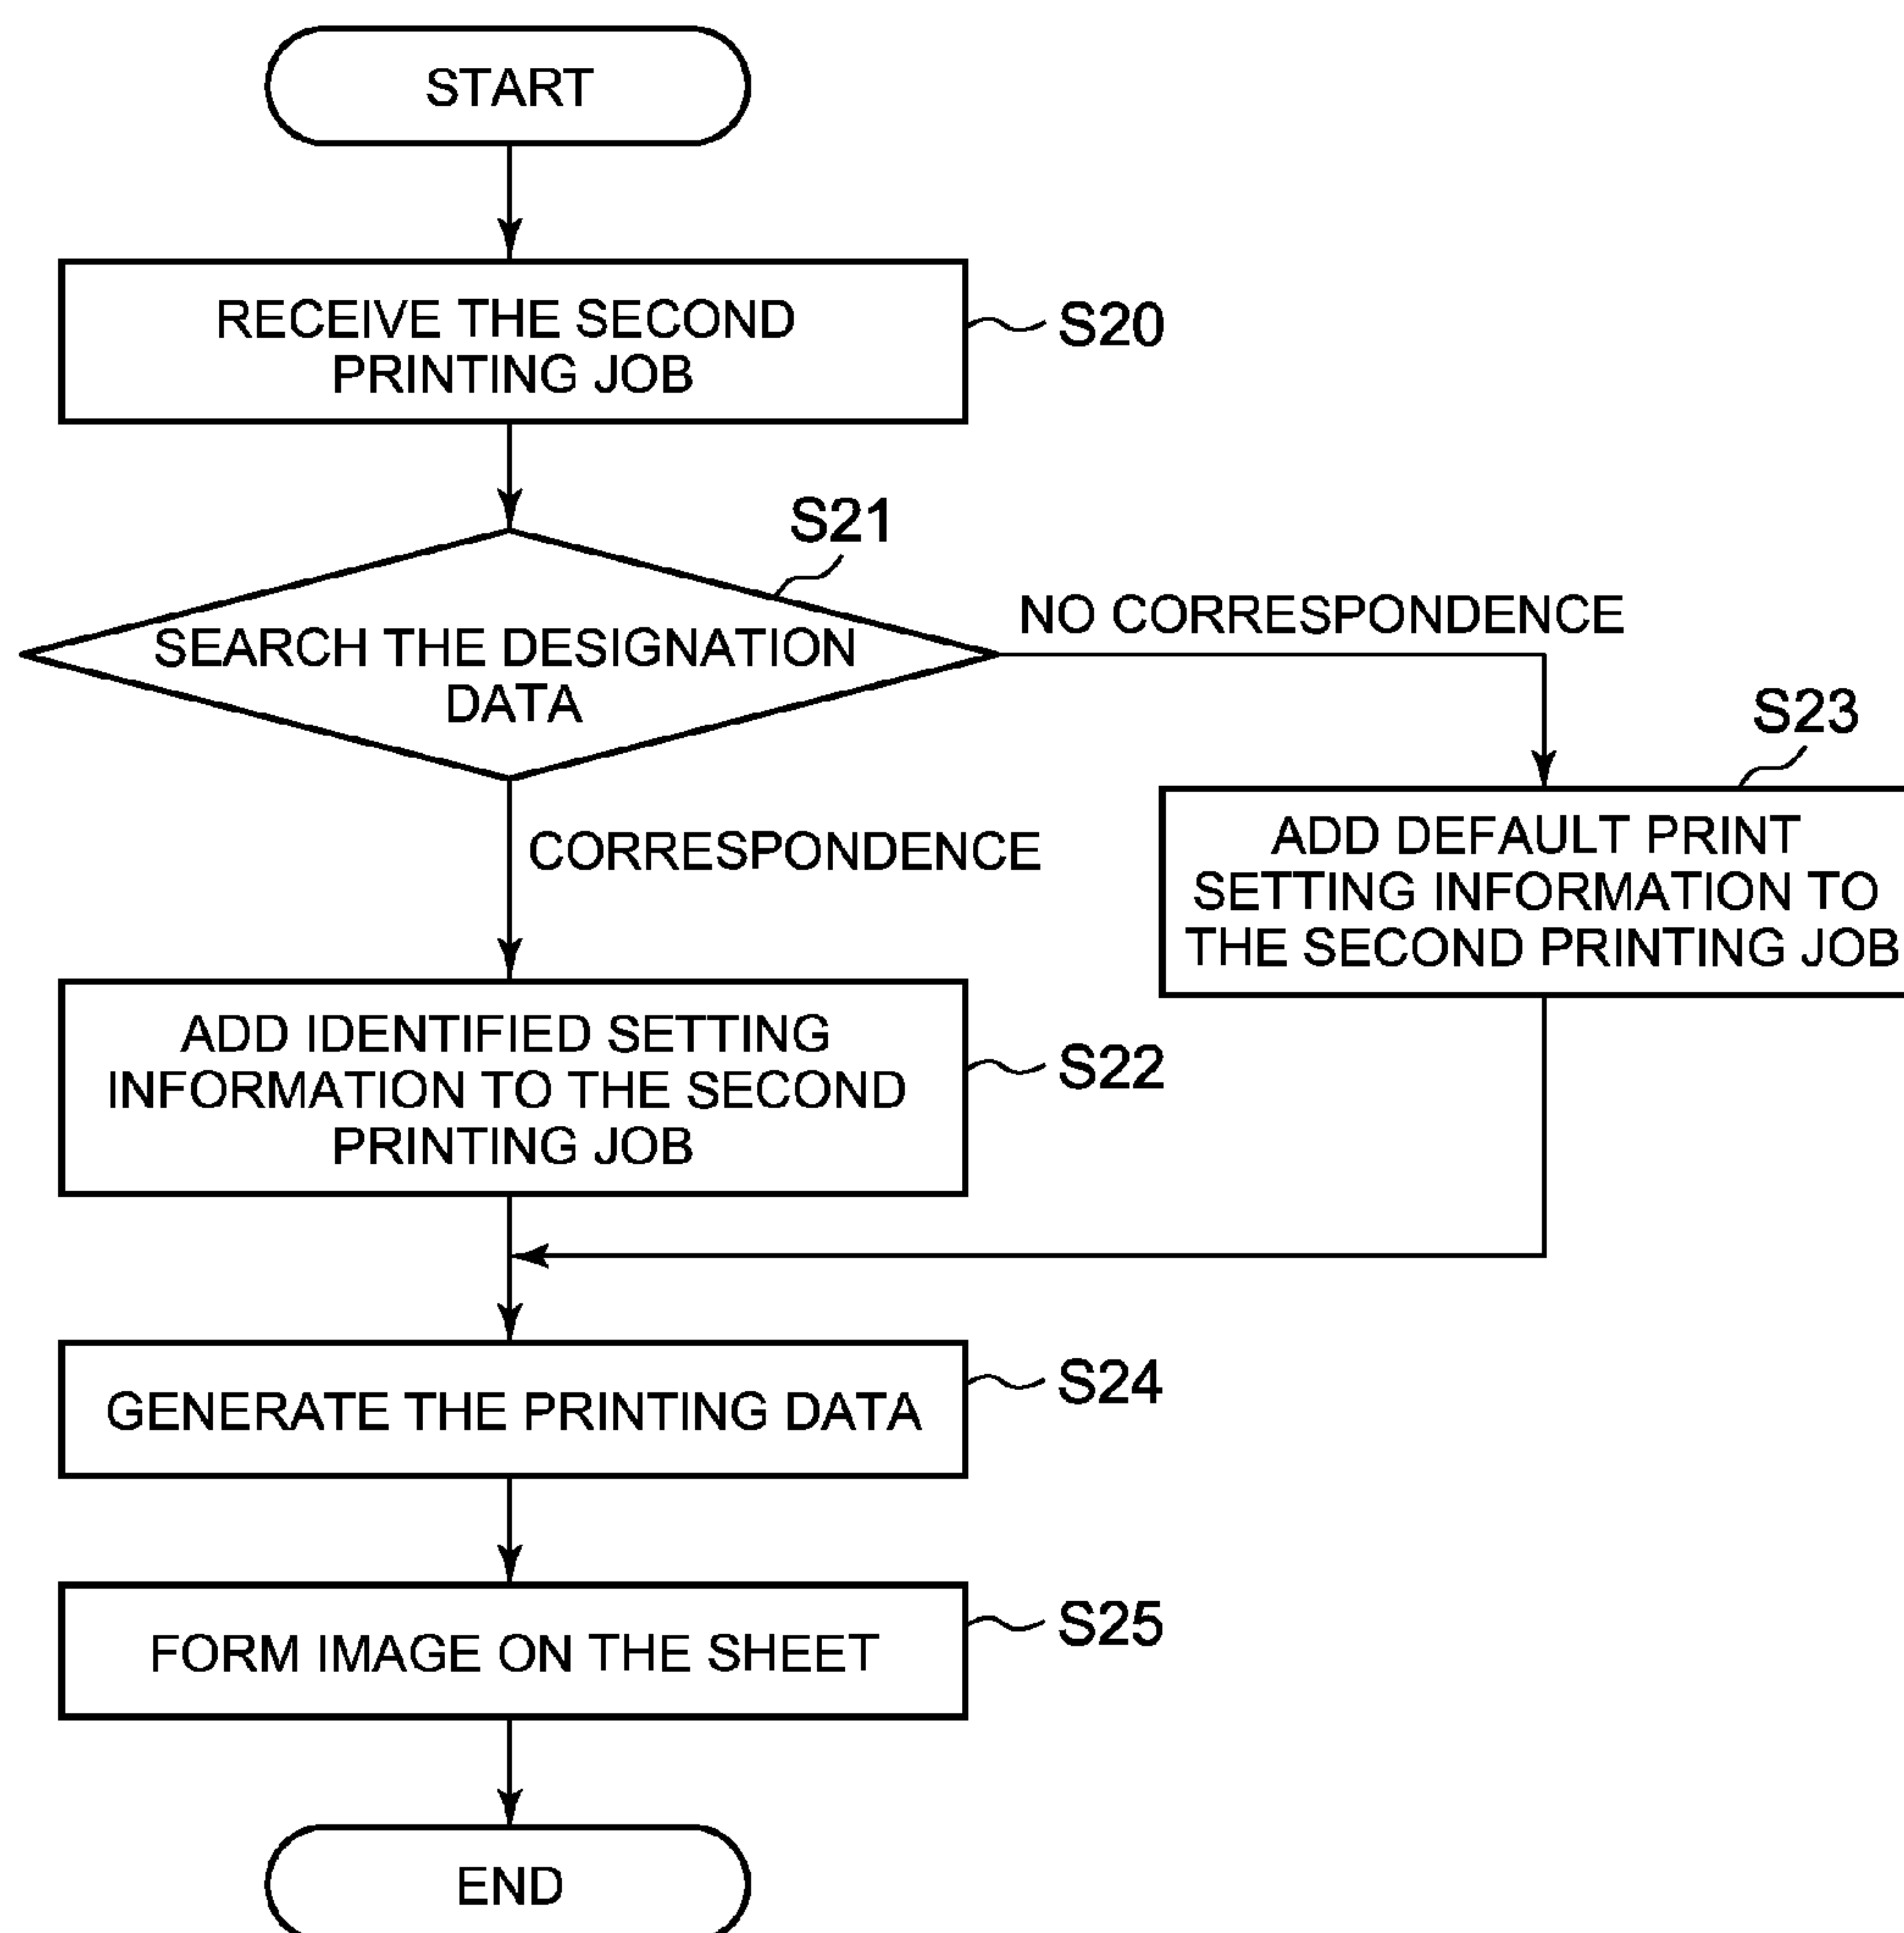 START
RECEIVE THE SECOND
PRINTING JOB
S20
S21
SEARCH THE DESIGNATION
DATA
NO CORRESPONDENCE
CORRESPONDENCE
S23
ADD DEFAULT PRINT
SETTING INFORMATION TO
THE SECOND PRINTING JOB
ADD IDENTIFIED SETTING
INFORMATION TO THE SECOND
PRINTING JOB
S22
GENERATE THE PRINTING DATA
S24
FORM IMAGE ON THE SHEET
S25
END